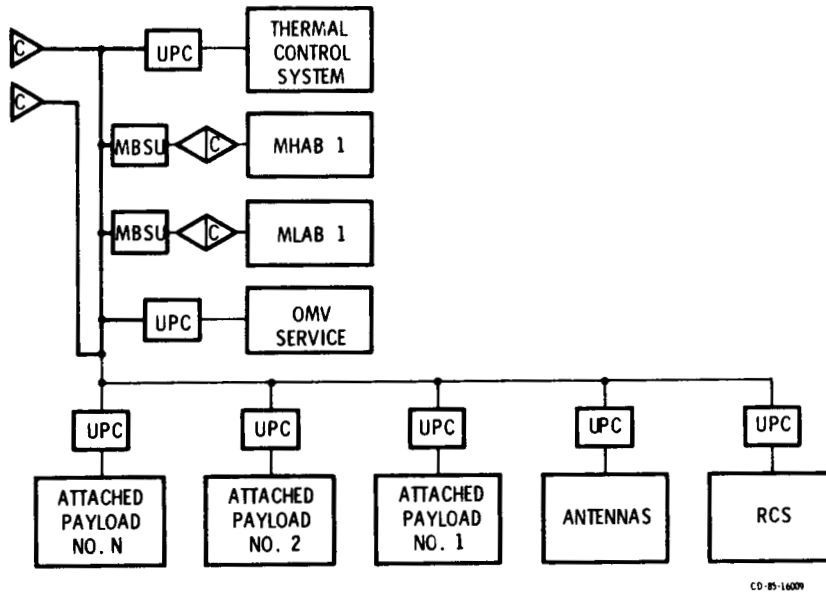 C
UPC
THERMAL
CONTROL
SYSTEM
C
MBSU
C
MHAB 1
MBSU
C
MLAB 1
UPC
OMV
SERVICE
UPC
UPC
UPC
UPC
UPC
ATTACHED
PAYLOAD
NO. N
ATTACHED
PAYLOAD
NO. 2
ATTACHED
PAYLOAD
NO. 1
ANTENNAS
RCS
CD-85-16009